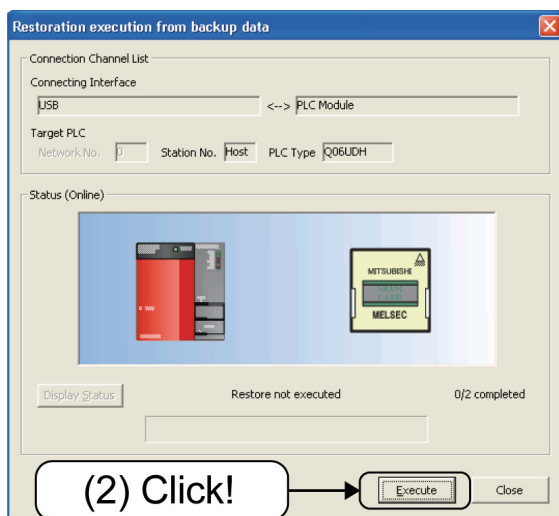 Restoration execution from backup data
Connection Channel List
Connecting Interface
USB <--> PLC Module
Target PLC
Network No. 0 Station No. Host PLC Type Q06UDH
Status (Online)
MITSUBISHI
SRAM
CARD
MELSEC
Display Status Restore not executed 0/2 completed
(2) Click! Execute Close